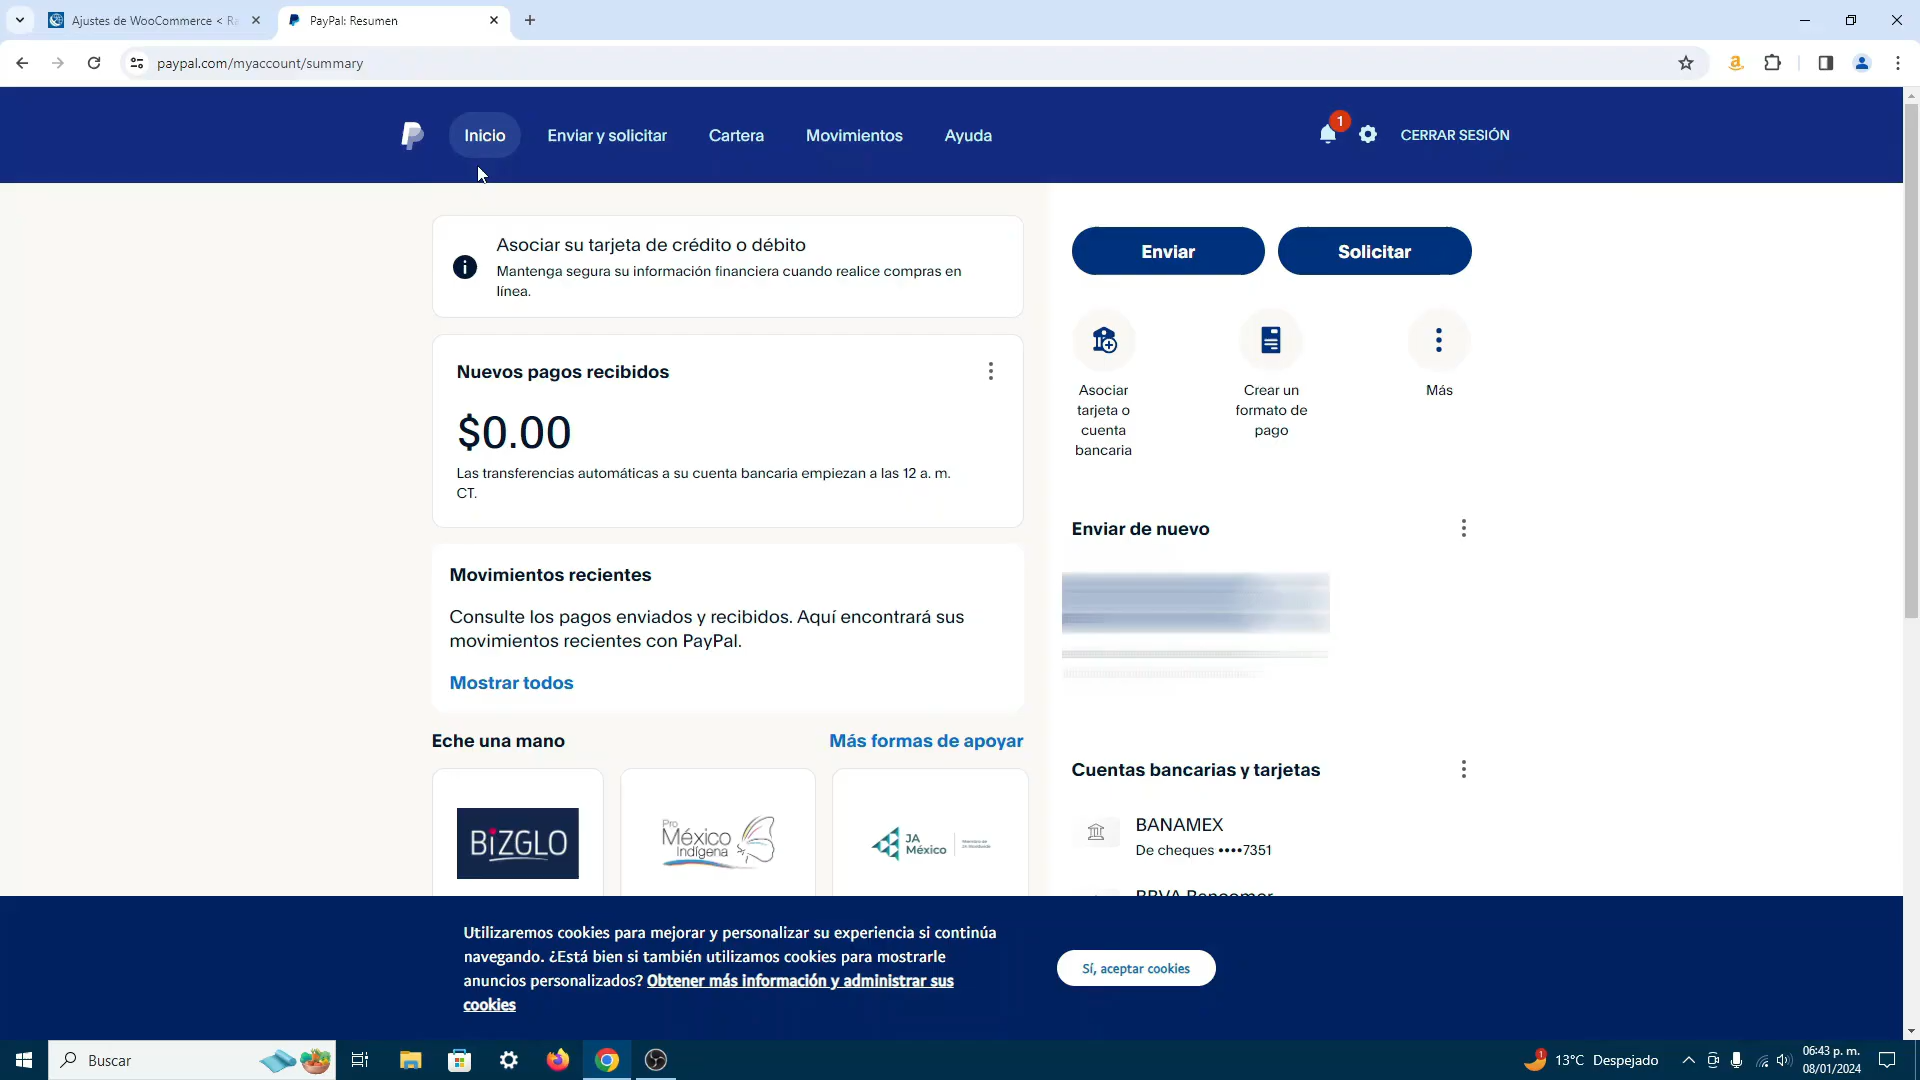 Ajustes de WooCommerce < Ra
PayPal: Resumen
paypal.com/myaccount/summary
Inicio
Enviar y solicitar
Cartera
Movimientos
Ayuda
1
CERRAR SESIÓN
Asociar su tarjeta de crédito o débito
Mantenga segura su información financiera cuando realice compras en
línea.
Nuevos pagos recibidos
$0.00
Las transferencias automáticas a su cuenta bancaria empiezan a las 12 a. m.
CT.
Movimientos recientes
Consulte los pagos enviados y recibidos. Aquí encontrará sus
movimientos recientes con PayPal.
Mostrar todos
Eche una mano
Más formas de apoyar
BiZGLO
Pro
México
Indígena
JA
México
Enviar
Solicitar
Asociar
tarjeta o
cuenta
bancaria
Crear un
formato de
pago
Más
Enviar de nuevo
Cuentas bancarias y tarjetas
BANAMEX
De cheques ••••7351
BBVA Bancomer
Utilizaremos cookies para mejorar y personalizar su experiencia si continúa
navegando. ¿Está bien si también utilizamos cookies para mostrarle
anuncios personalizados? Obtener más información y administrar sus
cookies
Sí, aceptar cookies
Buscar
1
13°C Despejado
06:43 p. m.
08/01/2024